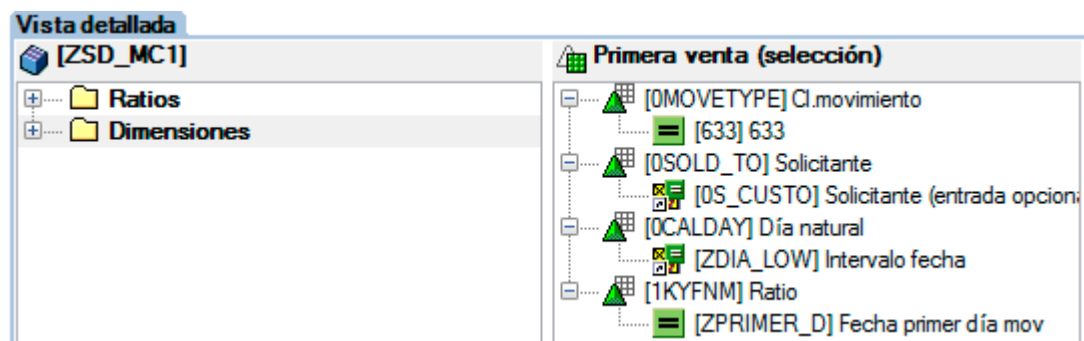 Vista detallada
[ZSD_MC1]
Ratios
Dimensiones
Primera venta (selección)
[0MOVETYPE] Cl.movimiento
[633] 633
[0SOLD_TO] Solicitante
[0S_CUSTO] Solicitante (entrada opciona
[0CALDAY] Día natural
[ZDIA_LOW] Intervalo fecha
[1KYFNM] Ratio
[ZPRIMER_D] Fecha primer día mov